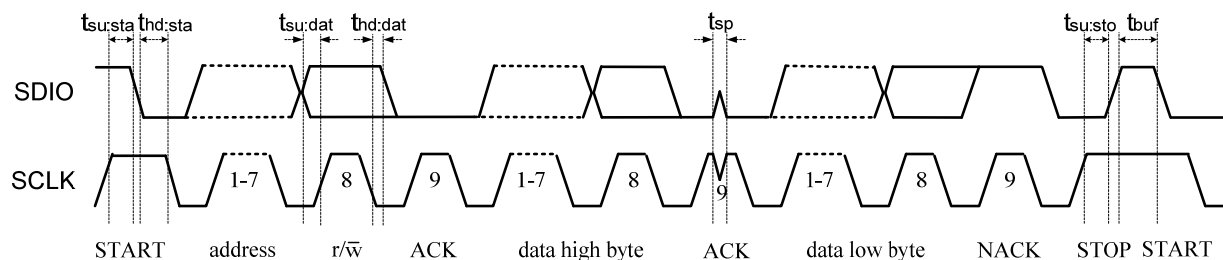 tsu:sta thd:sta tsu:dat thd:dat tsp tsu:sto tbuf
SDIO
SCLK 1-7 8 9 1-7 8 9 1-7 8 9
START address r/w̅ ACK data high byte ACK data low byte NACK STOP START